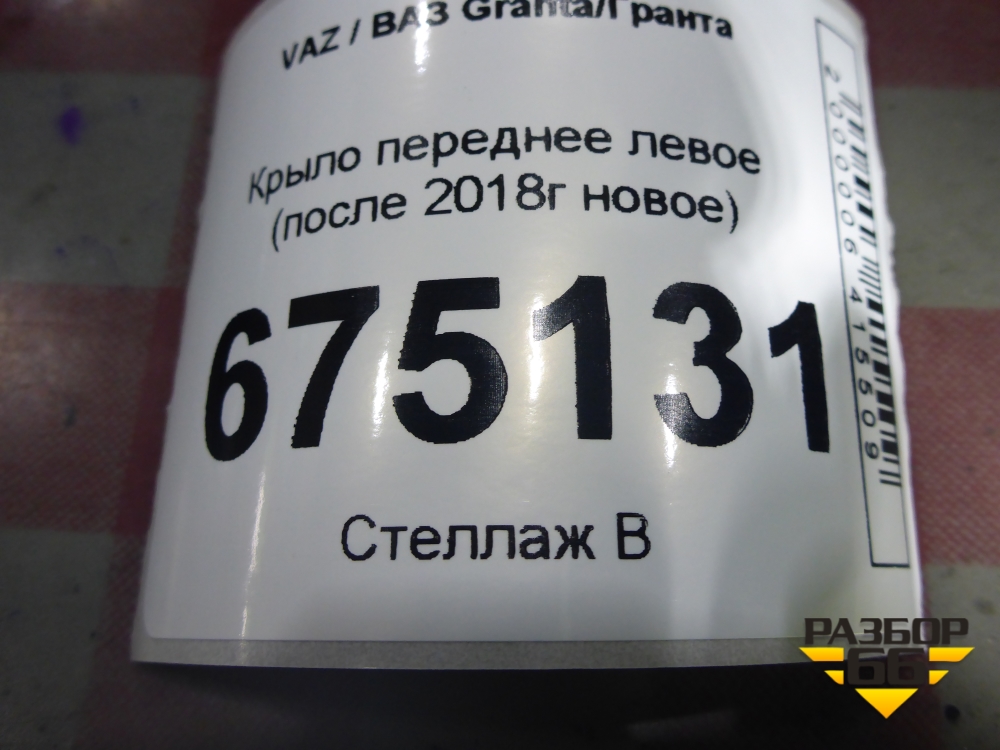 VAZ / ВАЗ Granta/Гранта
Крыло переднее левое
(после 2018г новое)
675131
Стеллаж В
2000006415509
РАЗБОР
66